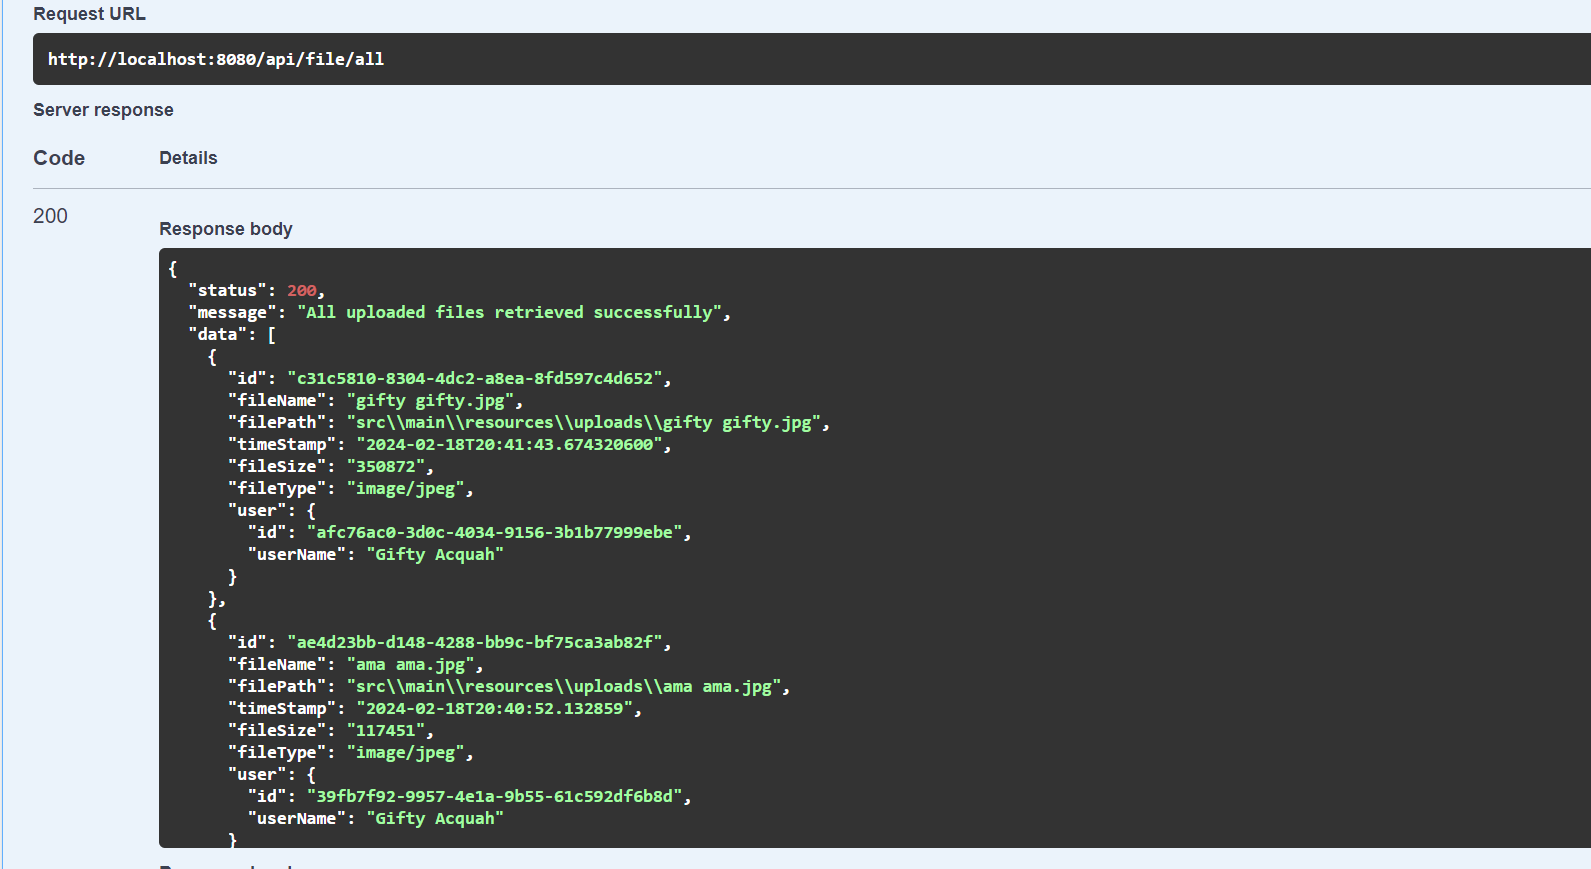 Request URL
http://localhost:8080/api/file/all
Server response
Code Details
200
Response body
{
"status": 200,
"message": "All uploaded files retrieved successfully",
"data": [
{
"id": "c31c5810-8304-4dc2-a8ea-8fd597c4d652",
"fileName": "gifty gifty.jpg",
"filePath": "src\\main\\resources\\uploads\\gifty gifty.jpg",
"timeStamp": "2024-02-18T20:41:43.674320600",
"fileSize": "350872",
"fileType": "image/jpeg",
"user": {
"id": "afc76ac0-3d0c-4034-9156-3b1b77999ebe",
"userName": "Gifty Acquah"
}
},
{
"id": "ae4d23bb-d148-4288-bb9c-bf75ca3ab82f",
"fileName": "ama ama.jpg",
"filePath": "src\\main\\resources\\uploads\\ama ama.jpg",
"timeStamp": "2024-02-18T20:40:52.132859",
"fileSize": "117451",
"fileType": "image/jpeg",
"user": {
"id": "39fb7f92-9957-4e1a-9b55-61c592df6b8d",
"userName": "Gifty Acquah"
}